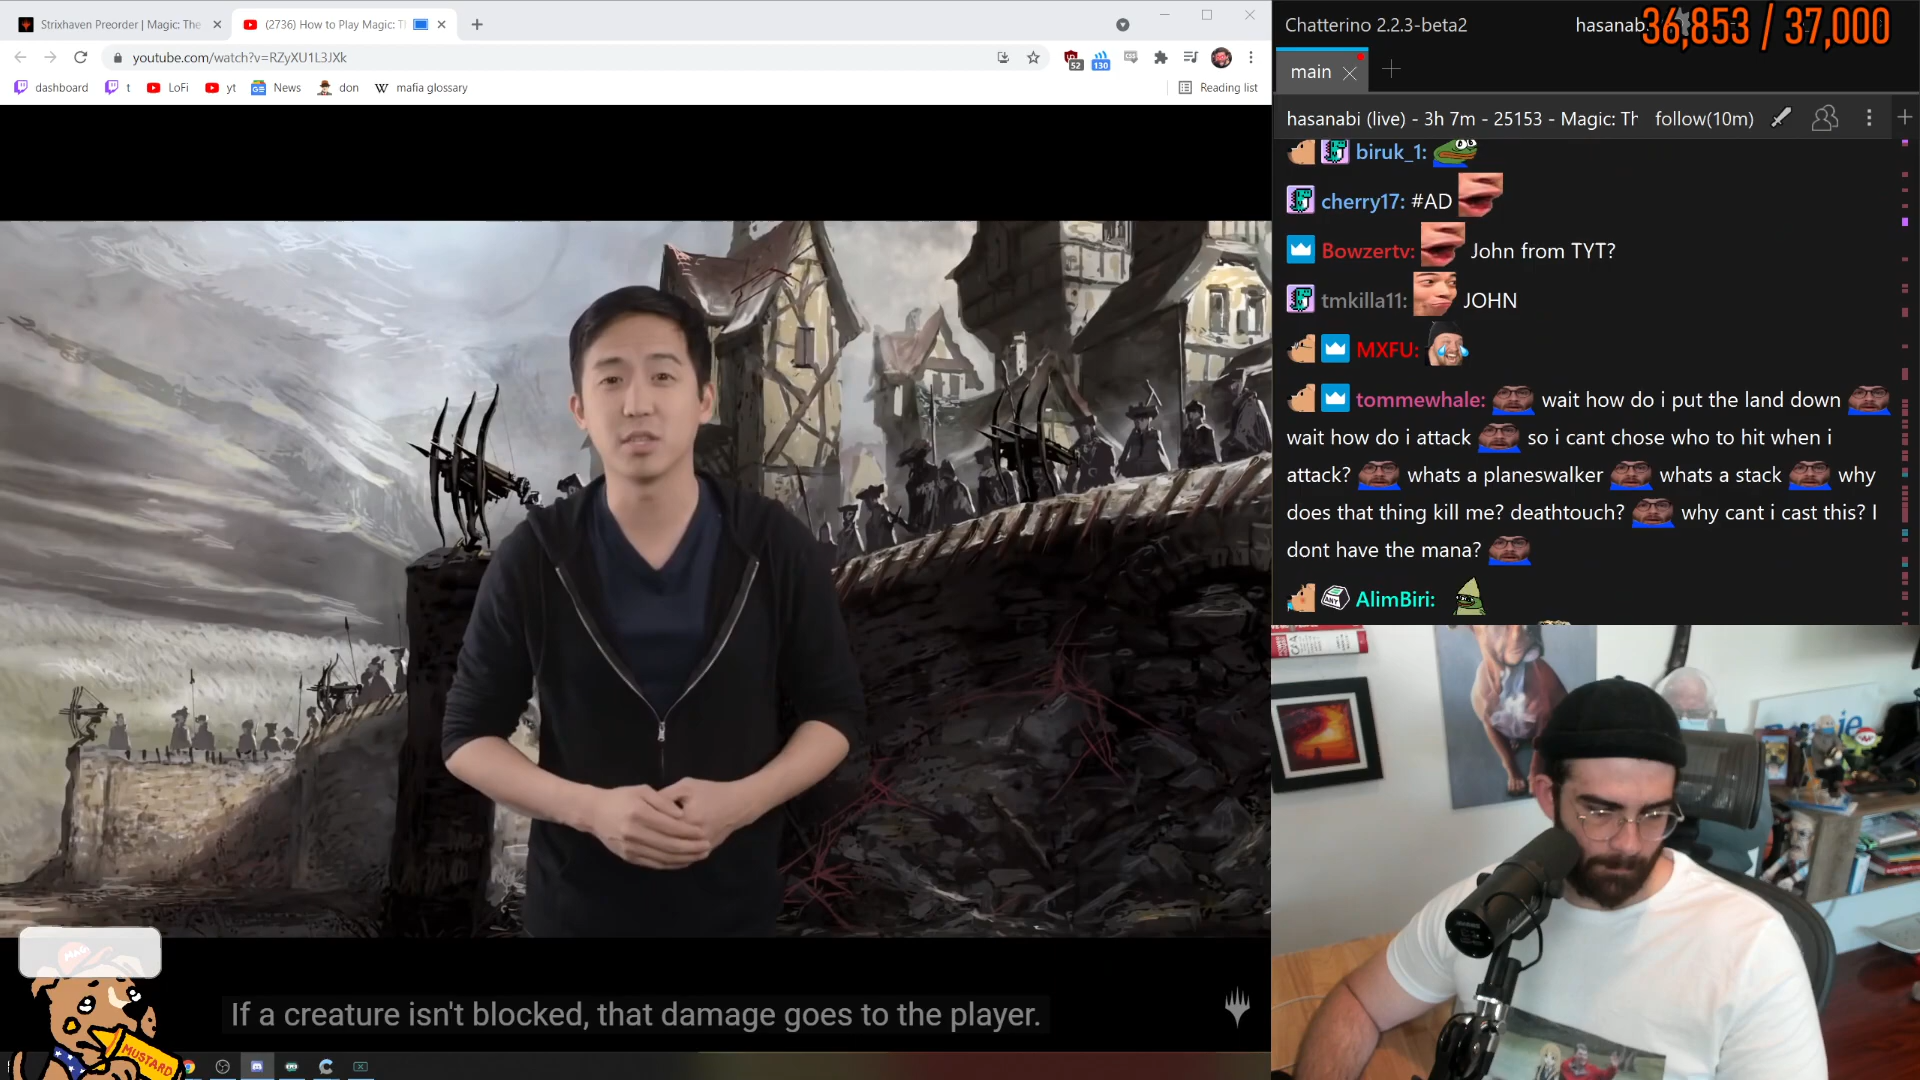 Strixhaven Preorder | Magic: The
(2736) How to Play Magic: T
youtube.com/watch?v=RZyXU1L3JXk
52
130
dashboard
t
LoFi
yt
News
don
mafia glossary
Reading list
If a creature isn't blocked, that damage goes to the player.
MUSTARD
Chatterino 2.2.3-beta2
hasanab
36,853 / 37,000
main
hasanabi (live) - 3h 7m - 25153 - Magic: Th
follow(10m)
biruk_1:
cherry17: #AD
Bowzertv: John from TYT?
tmkilla11: JOHN
MXFU:
tommewhale: wait how do i put the land down
wait how do i attack so i cant chose who to hit when i
attack? whats a planeswalker whats a stack why
does that thing kill me? deathtouch? why cant i cast this? I
dont have the mana?
AlimBiri: